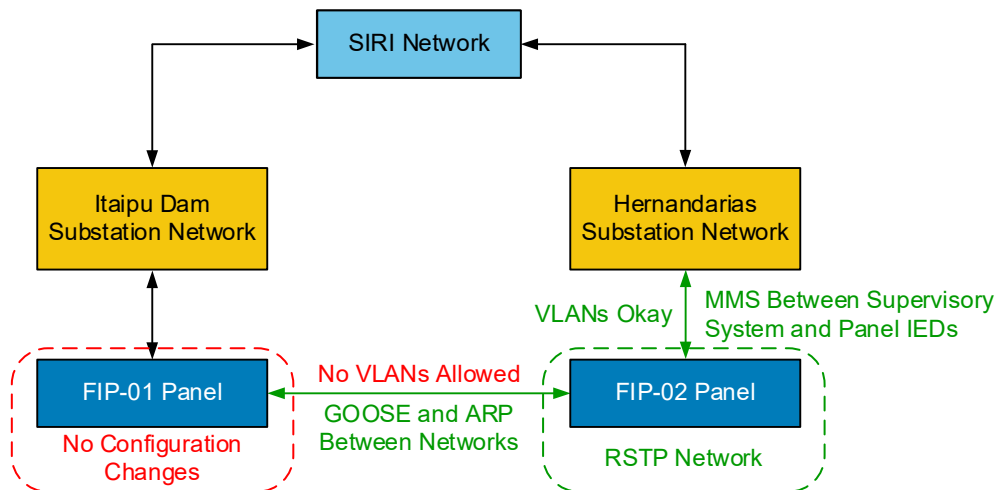 SIRI Network
Itaipu Dam
Substation Network
Hernandarias
Substation Network
VLANs Okay
MMS Between Supervisory
System and Panel IEDs
FIP-01 Panel
No VLANs Allowed
FIP-02 Panel
GOOSE and ARP
Between Networks
No Configuration
Changes
RSTP Network